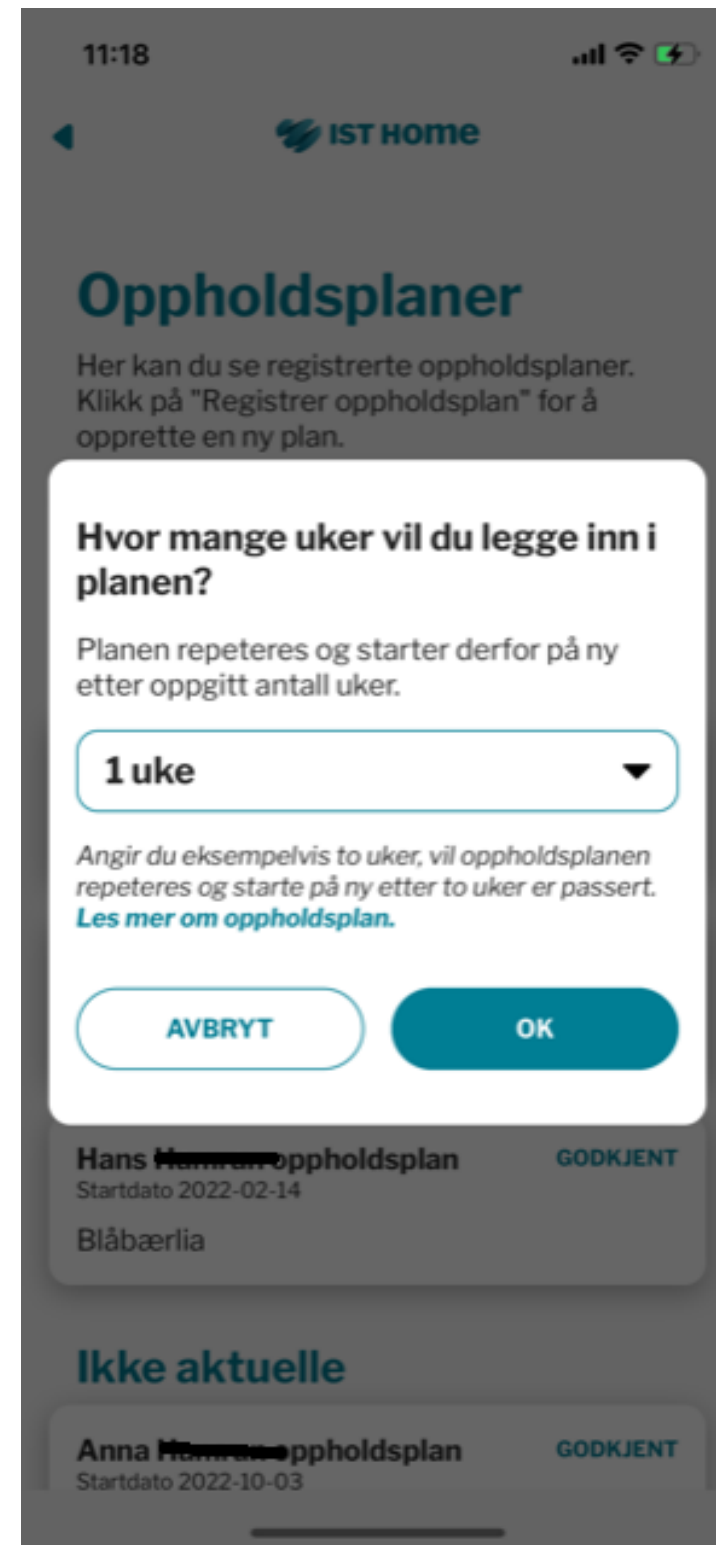 11:18
IST HOME
Oppholdsplaner
Her kan du se registrerte oppholdsplaner.
Klikk på "Registrer oppholdsplan" for å
opprette en ny plan.
Hvor mange uker vil du legge inn i
planen?
Planen repeteres og starter derfor på ny
etter oppgitt antall uker.
1 uke
Angir du eksempelvis to uker, vil oppholdsplanen
repeteres og starte på ny etter to uker er passert.
Les mer om oppholdsplan.
AVBRYT OK
Hans oppholdsplan GODKJENT
Startdato 2022-02-14
Blåbærlia
Ikke aktuelle
Anna oppholdsplan GODKJENT
Startdato 2022-10-03